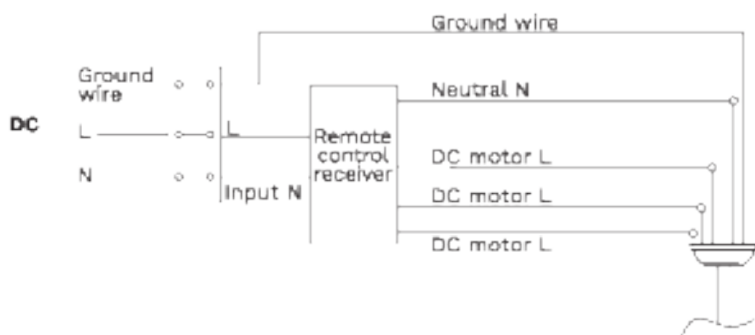 Ground wire
Ground
wire
DC
L
N
L
Input N
Remote
control
receiver
Neutral N
DC motor L
DC motor L
DC motor L